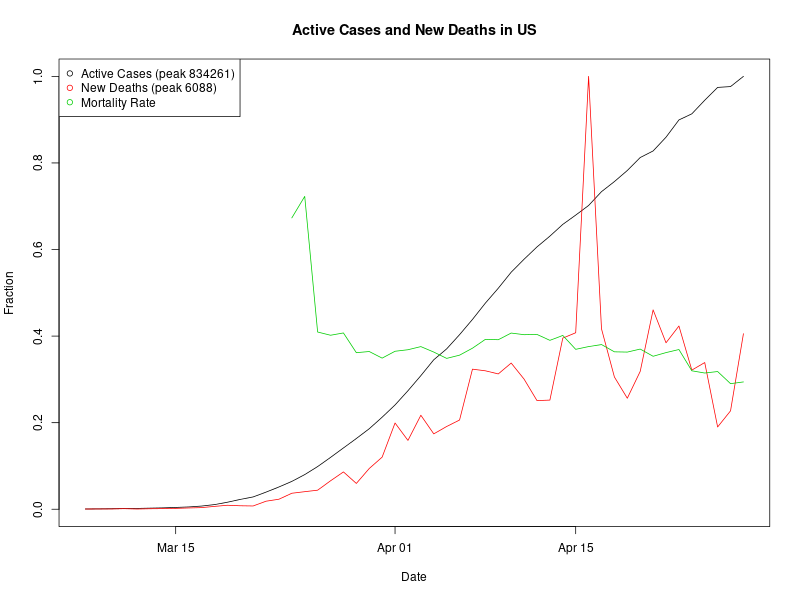 Active Cases and New Deaths in US
Active Cases (peak 834261)
New Deaths (peak 6088)
Mortality Rate
1.0
0.8
0.6
0.4
0.2
0.0
Fraction
Mar 15
Apr 01
Apr 15
Date